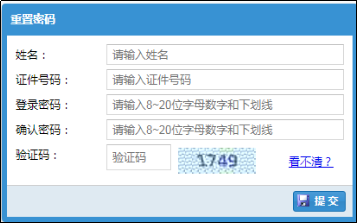 重置密码
姓名： 请输入姓名
证件号码： 请输入证件号码
登录密码： 请输入8~20位字母数字和下划线
确认密码： 请输入8~20位字母数字和下划线
验证码： 验证码 1749 看不清？
提 交